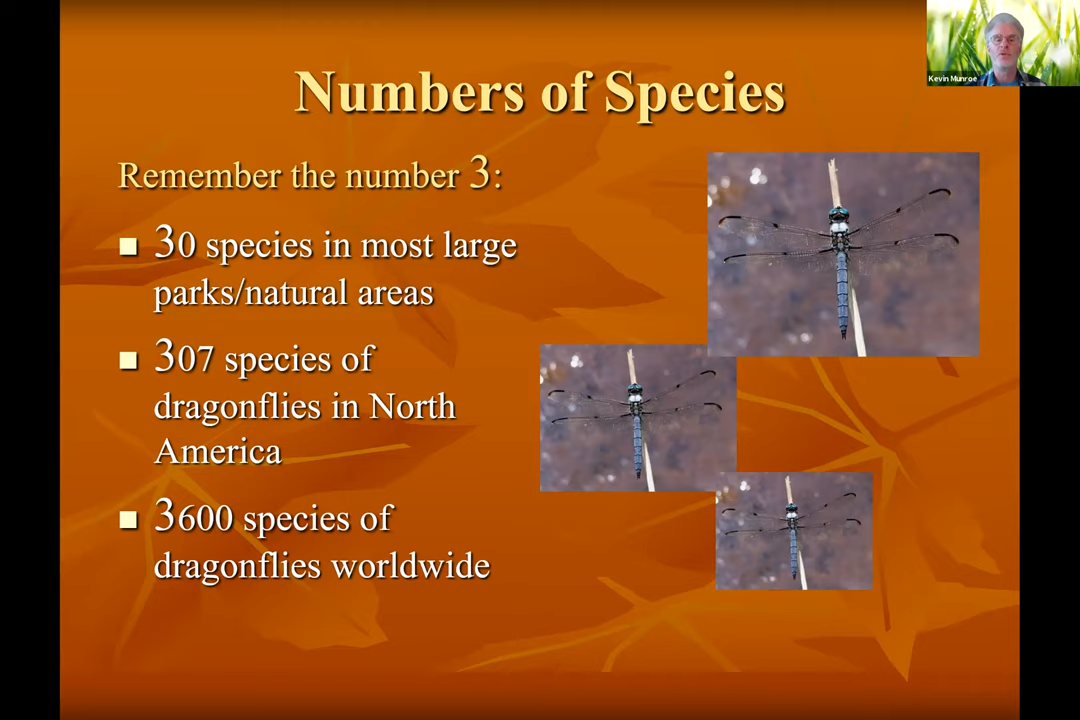 Kevin Munroe
Numbers of Species
Remember the number 3:
30 species in most large
parks/natural areas
307 species of
dragonflies in North
America
3600 species of
dragonflies worldwide